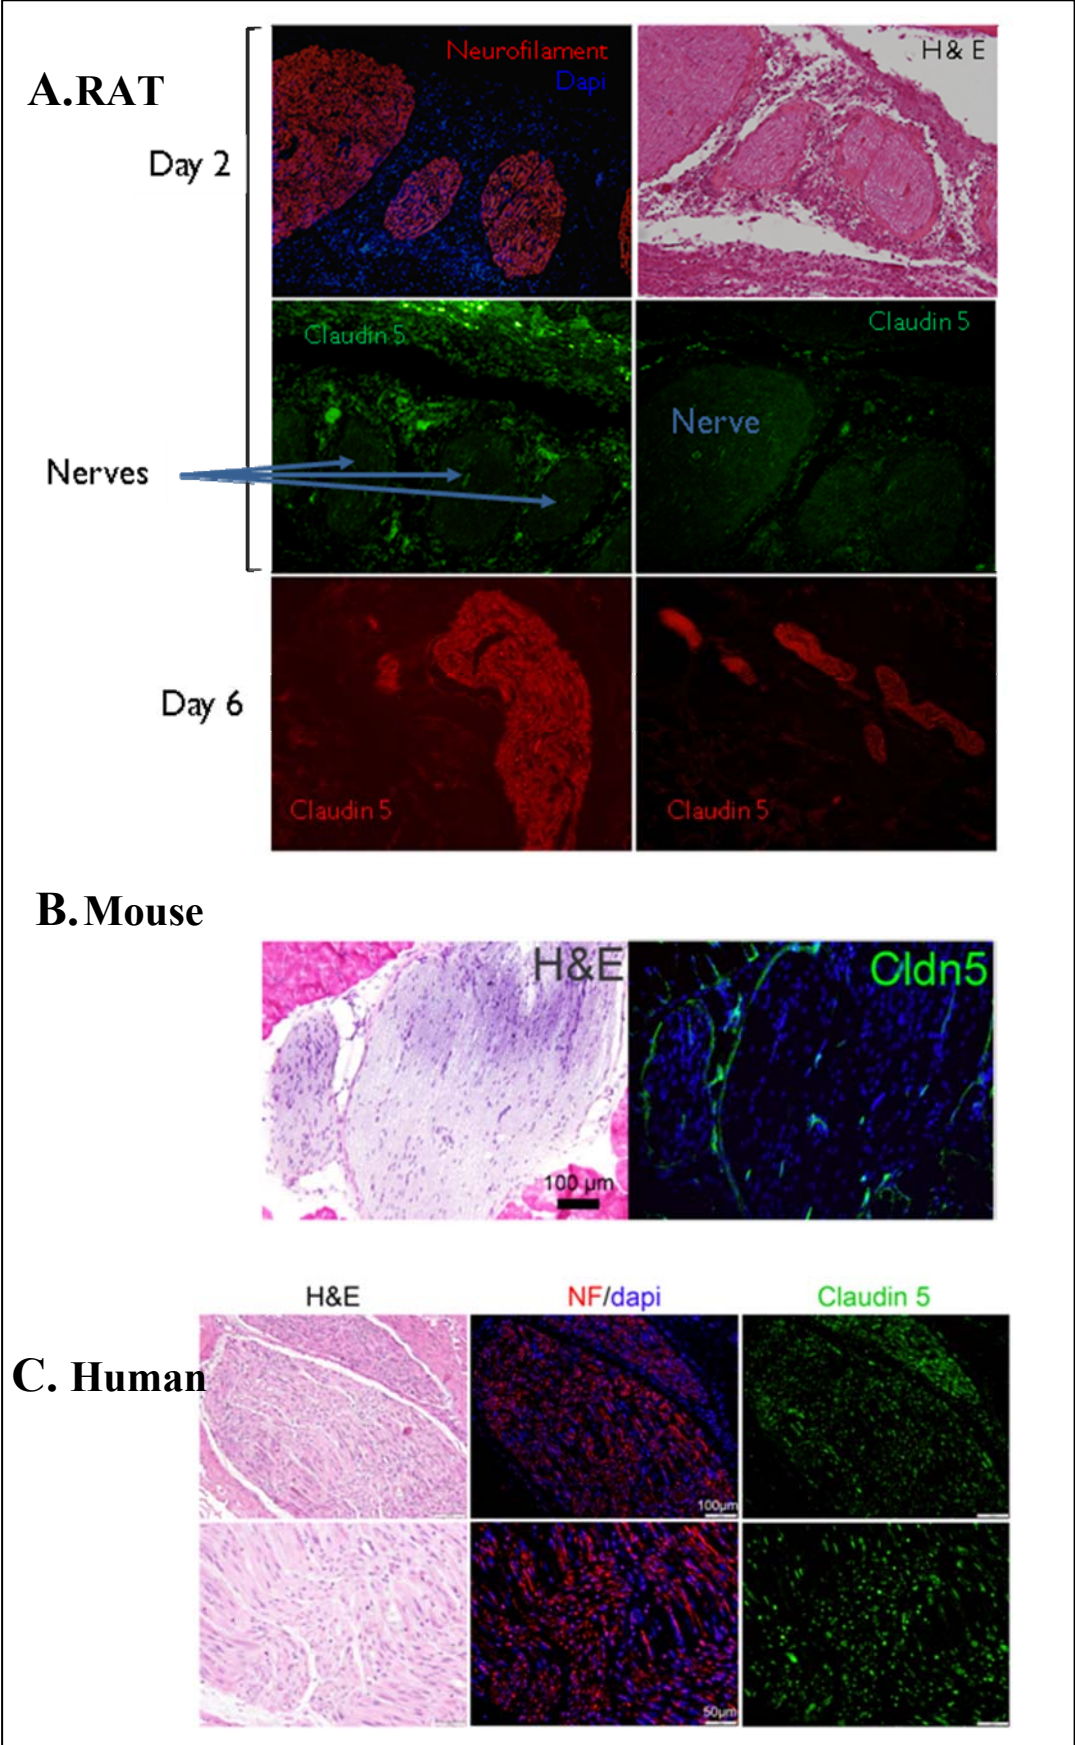 A.RAT
Day 2
Neurofilament
Dapi
H& E
Claudin 5
Claudin 5
Nerve
Nerves
Day 6
Claudin 5
Claudin 5
B. Mouse
H&E
100 µm
Cldn5
H&E
NF/dapi
Claudin 5
C. Human
100µm
50µm